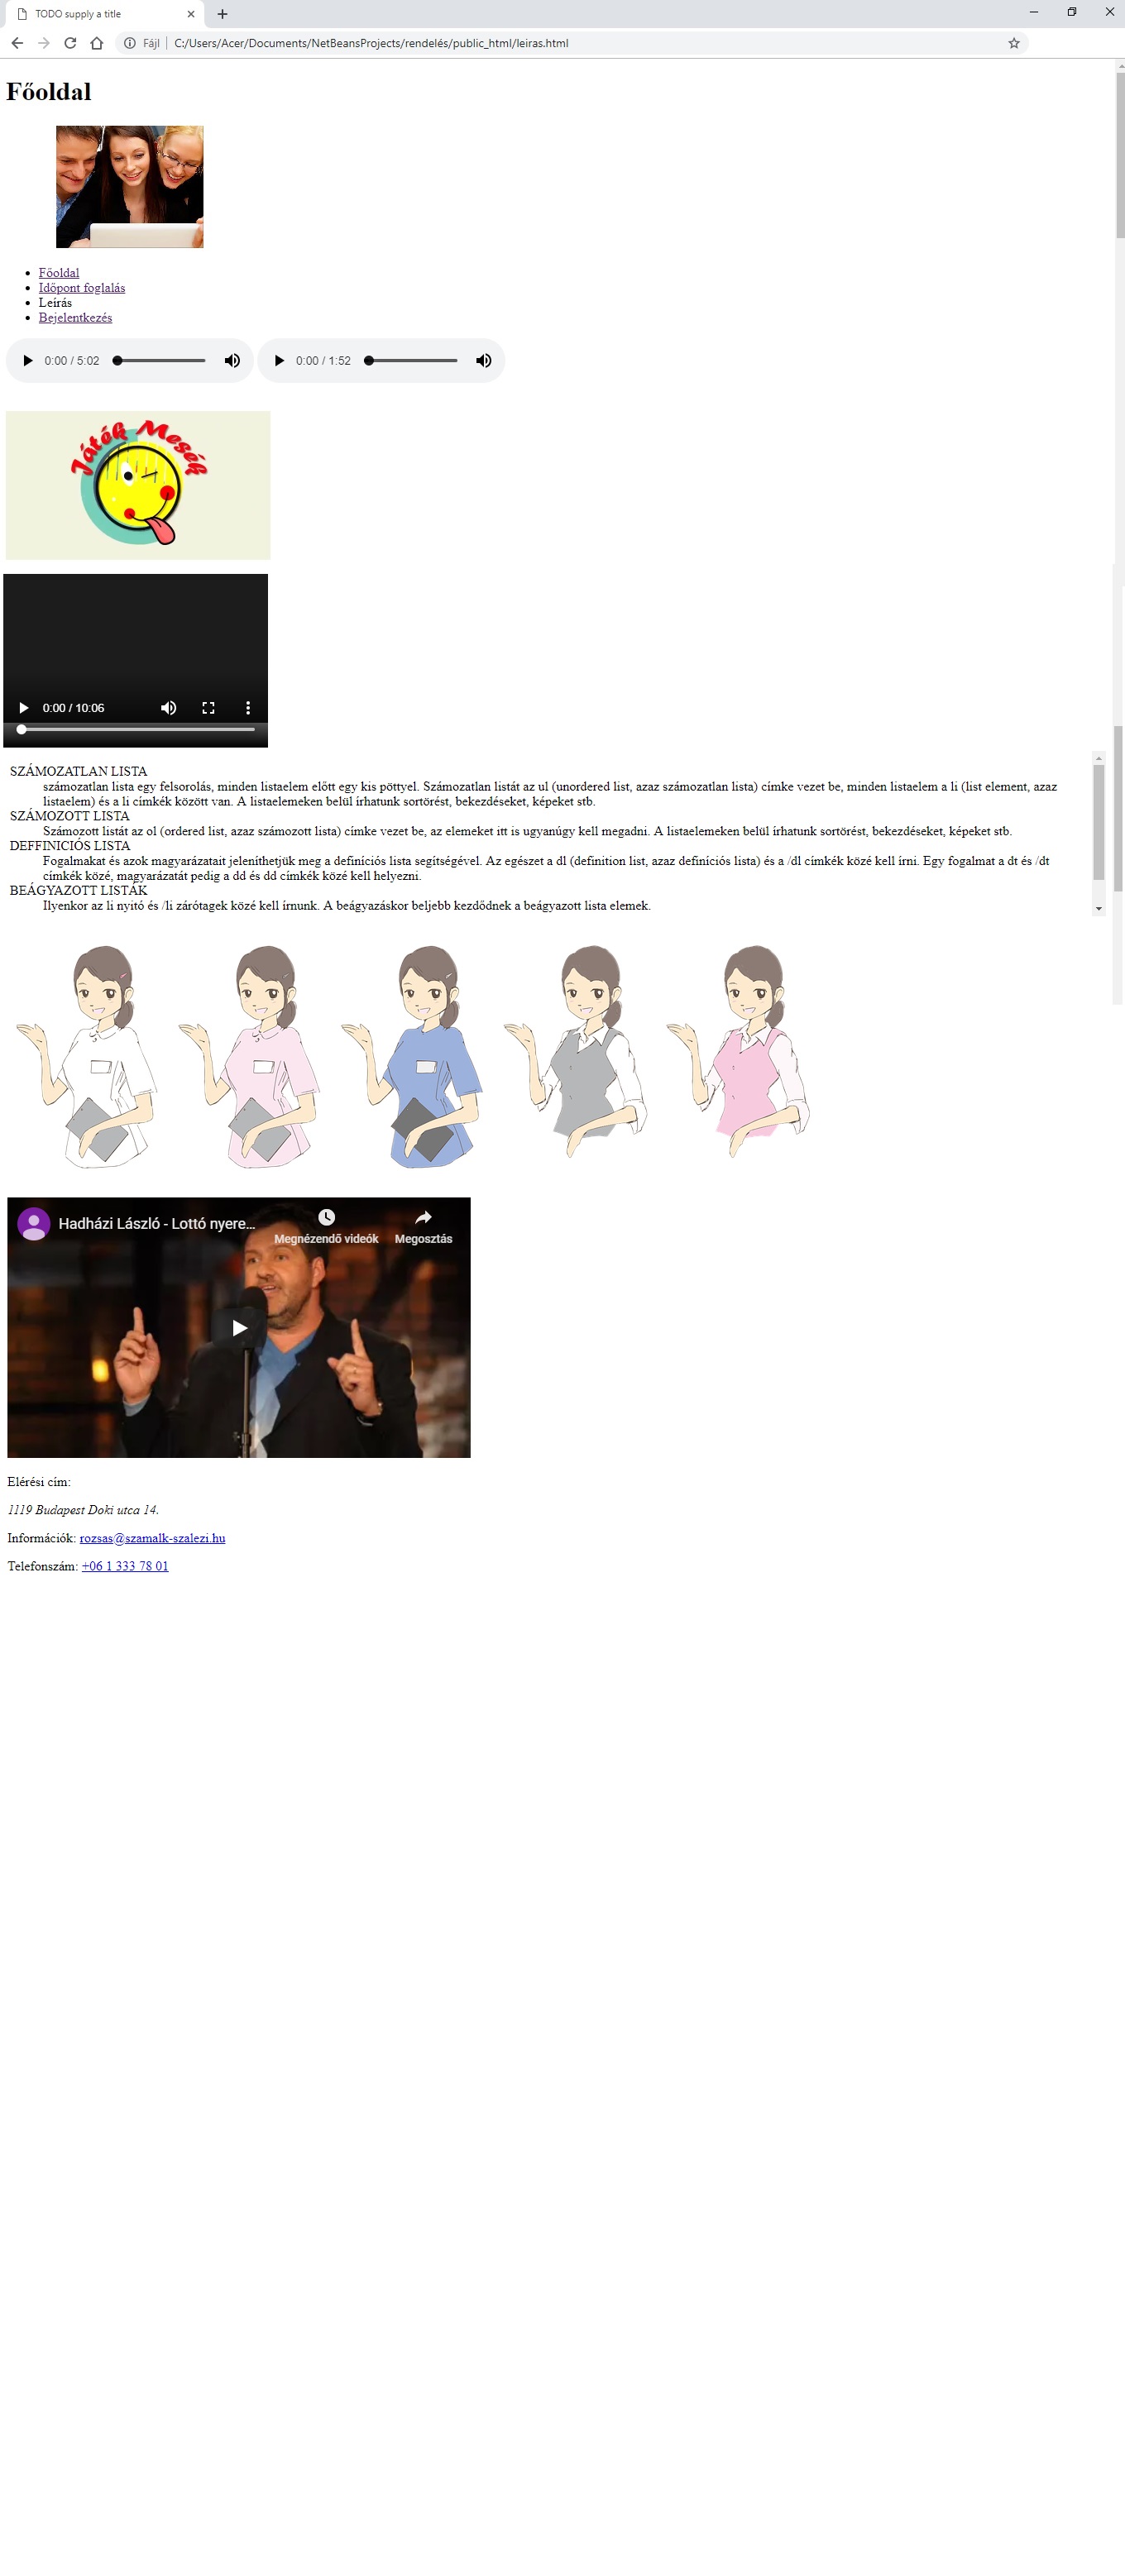 TODO supply a title
Fájl
C:/Users/Acer/Documents/NetBeansProjects/rendelés/public_html/leiras.html
Főoldal
Főoldal
Időpont foglalás
Leírás
Bejelentkezés
0:00 / 5:02
0:00 / 1:52
Játék Mesék
0:00 / 10:06
SZÁMOZATLAN LISTA
számozatlan lista egy felsorolás, minden listaelem előtt egy kis pöttyel. Számozatlan listát az ul (unordered list, azaz számozatlan lista) címke vezet be, minden listaelem a li (list element, azaz
listaelem) és a li címkék között van. A listaelemeken belül írhatunk sortörést, bekezdéseket, képeket stb.
SZÁMOZOTT LISTA
Számozott listát az ol (ordered list, azaz számozott lista) címke vezet be, az elemeket itt is ugyanúgy kell megadni. A listaelemeken belül írhatunk sortörést, bekezdéseket, képeket stb.
DEFFINICIÓS LISTA
Fogalmakat és azok magyarázatait jeleníthetjük meg a definíciós lista segítségével. Az egészet a dl (definition list, azaz definíciós lista) és a /dl címkék közé kell írni. Egy fogalmat a dt és /dt
címkék közé, magyarázatát pedig a dd és dd címkék közé kell helyezni.
BEÁGYAZOTT LISTÁK
Ilyenkor az li nyitó és /li zárótagek közé kell írnunk. A beágyazáskor beljebb kezdődnek a beágyazott lista elemek.
Hadházi László - Lottó nyere...
Megnézendő videók
Megosztás
Elérési cím:
1119 Budapest Doki utca 14.
Információk: rozsas@szamalk-szalezi.hu
Telefonszám: +06 1 333 78 01